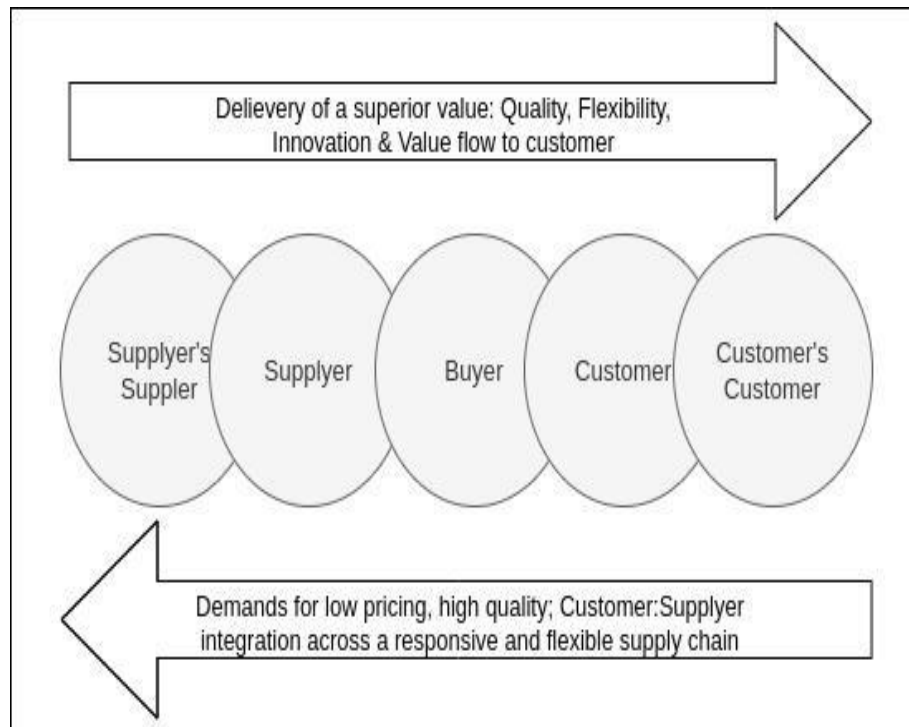 Delievery of a superior value: Quality, Flexibility,
Innovation & Value flow to customer
Supplyer's
Suppler
Supplyer
Buyer
Customer
Customer's
Customer
Demands for low pricing, high quality; Customer:Supplyer
integration across a responsive and flexible supply chain